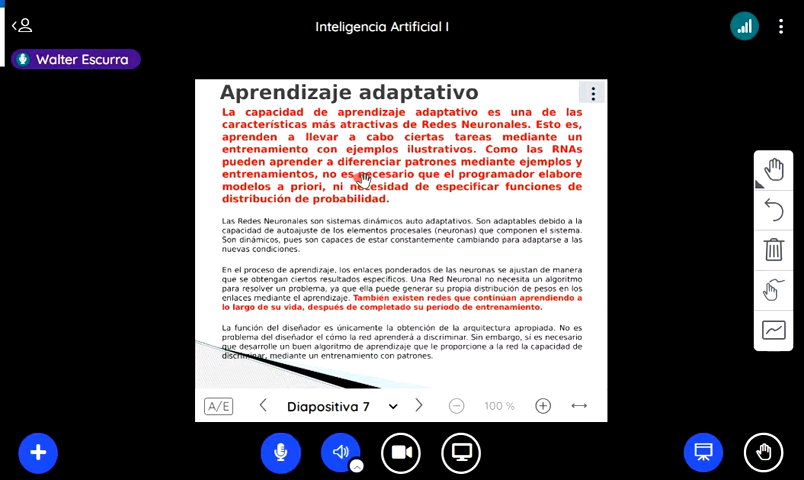 Inteligencia Artificial I
Walter Escurra
Aprendizaje adaptativo
La capacidad de aprendizaje adaptativo es una de las
características más atractivas de Redes Neuronales. Esto es,
aprenden a llevar a cabo ciertas tareas mediante un
entrenamiento con ejemplos ilustrativos. Como las RNAs
pueden aprender a diferenciar patrones mediante ejemplos y
entrenamientos, no es necesario que el programador elabore
modelos a priori, ni necesidad de especificar funciones de
distribución de probabilidad.
Las Redes Neuronales son sistemas dinámicos auto adaptativos. Son adaptables debido a la
capacidad de autoajuste de los elementos procesales (neuronas) que componen el sistema.
Son dinámicos, pues son capaces de estar constantemente cambiando para adaptarse a las
nuevas condiciones.
En el proceso de aprendizaje, los enlaces ponderados de las neuronas se ajustan de manera
que se obtengan ciertos resultados específicos. Una Red Neuronal no necesita un algoritmo
para resolver un problema, ya que ella puede generar su propia distribución de pesos en los
enlaces mediante el aprendizaje. También existen redes que continúan aprendiendo a
lo largo de su vida, después de completado su período de entrenamiento.
La función del diseñador es únicamente la obtención de la arquitectura apropiada. No es
problema del diseñador el cómo la red aprenderá a discriminar. Sin embargo, sí es necesario
que desarrolle un buen algoritmo de aprendizaje que le proporcione a la red la capacidad de
discriminar, mediante un entrenamiento con patrones.
A/E
Diapositiva 7
100 %